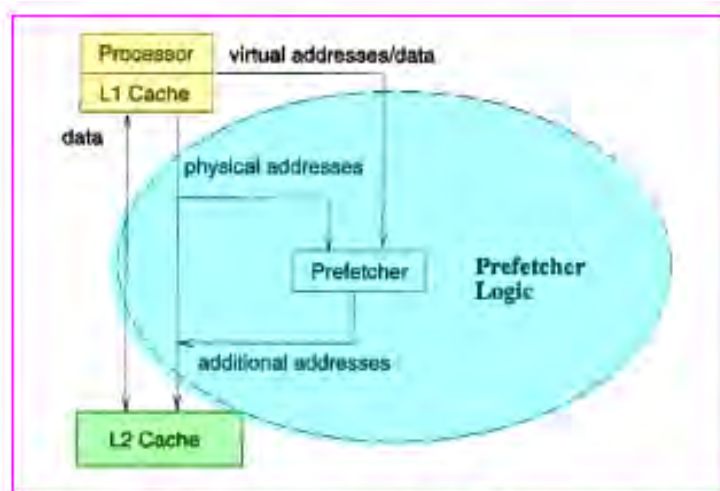 Processor
virtual addresses/data
L1 Cache
data
physical addresses
Prefetcher
Prefetcher
Logic
additional addresses
L2 Cache